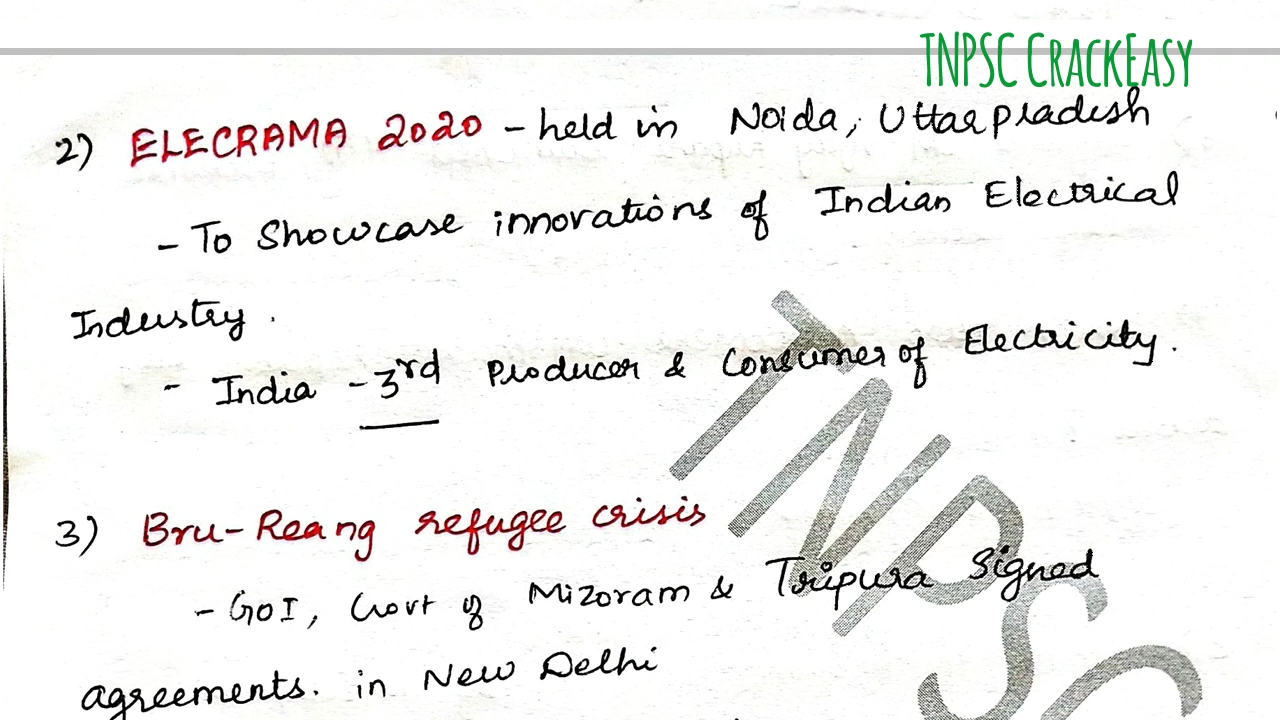 TNPSC CrackEasy
2) ELECRAMA 2020 - held in Noida, Uttarpradesh
- To Showcase innovations of Indian Electrical
Industry.
- India - 3rd Producer & Consumer of Electricity.
3) Bru-Reang refugee crisis
- GoI, Govt of Mizoram & Tripura Signed
agreements. in New Delhi
TNPSC